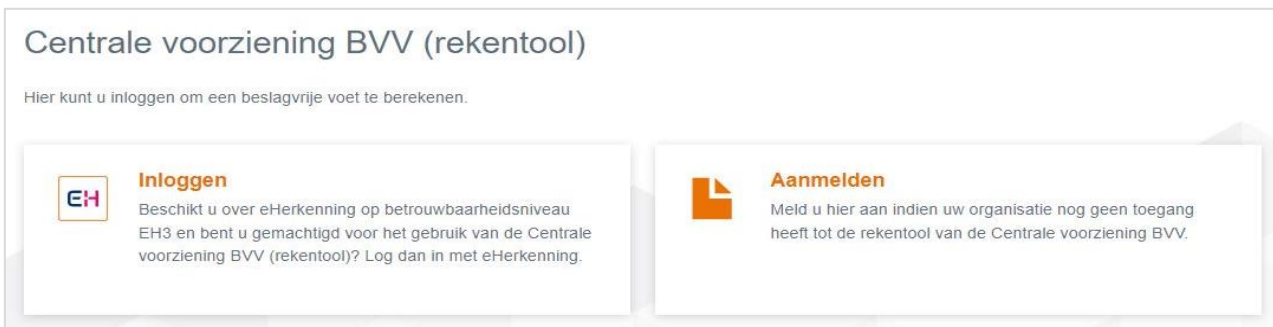 Centrale voorziening BVV (rekentool)
Hier kunt u inloggen om een beslagvrije voet te berekenen.
EH
Inloggen
Beschikt u over eHerkenning op betrouwbaarheidsniveau
EH3 en bent u gemachtigd voor het gebruik van de Centrale
voorziening BVV (rekentool)? Log dan in met eHerkenning.
Aanmelden
Meld u hier aan indien uw organisatie nog geen toegang
heeft tot de rekentool van de Centrale voorziening BVV.